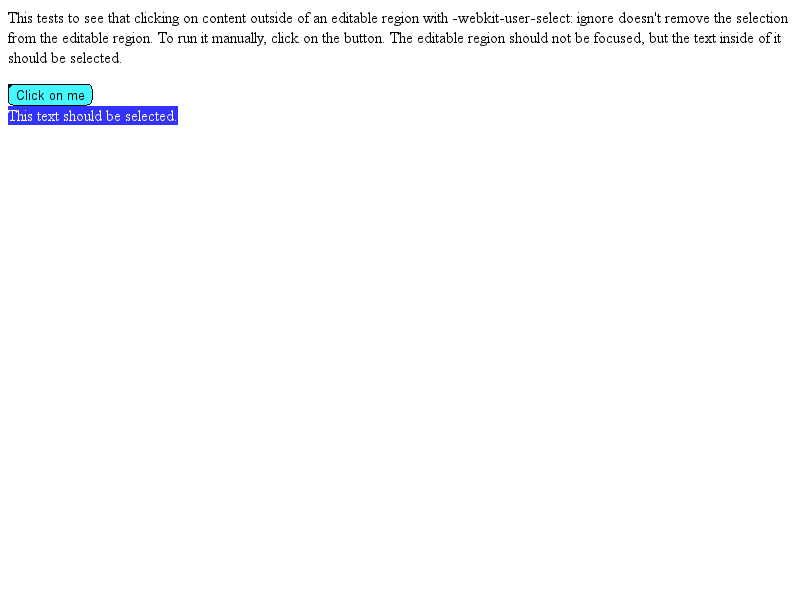 This tests to see that clicking on content outside of an editable region with -webkit-user-select: ignore doesn't remove the selection
from the editable region. To run it manually, click on the button. The editable region should not be focused, but the text inside of it
should be selected.
Click on me
This text should be selected.